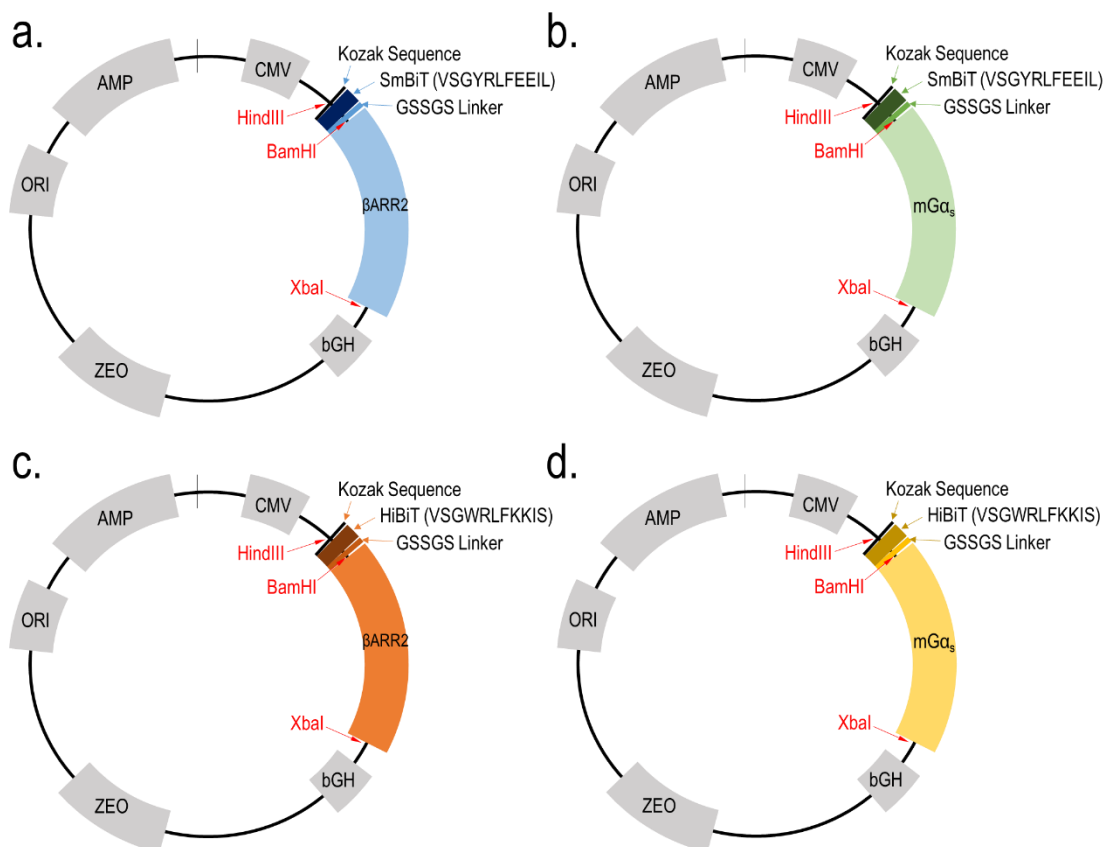 a.
AMP
CMV
Kozak Sequence
SmBiT (VSGYRLFEEIL)
GSSGS Linker
HindIII
BamHI
ORI
βARR2
XbaI
bGH
ZEO
b.
AMP
CMV
Kozak Sequence
SmBiT (VSGYRLFEEIL)
GSSGS Linker
HindIII
BamHI
ORI
mGαₛ
XbaI
bGH
ZEO
c.
AMP
CMV
Kozak Sequence
HiBiT (VSGWRLFKKIS)
GSSGS Linker
HindIII
BamHI
ORI
βARR2
XbaI
bGH
ZEO
d.
AMP
CMV
Kozak Sequence
HiBiT (VSGWRLFKKIS)
GSSGS Linker
HindIII
BamHI
ORI
mGαₛ
XbaI
bGH
ZEO